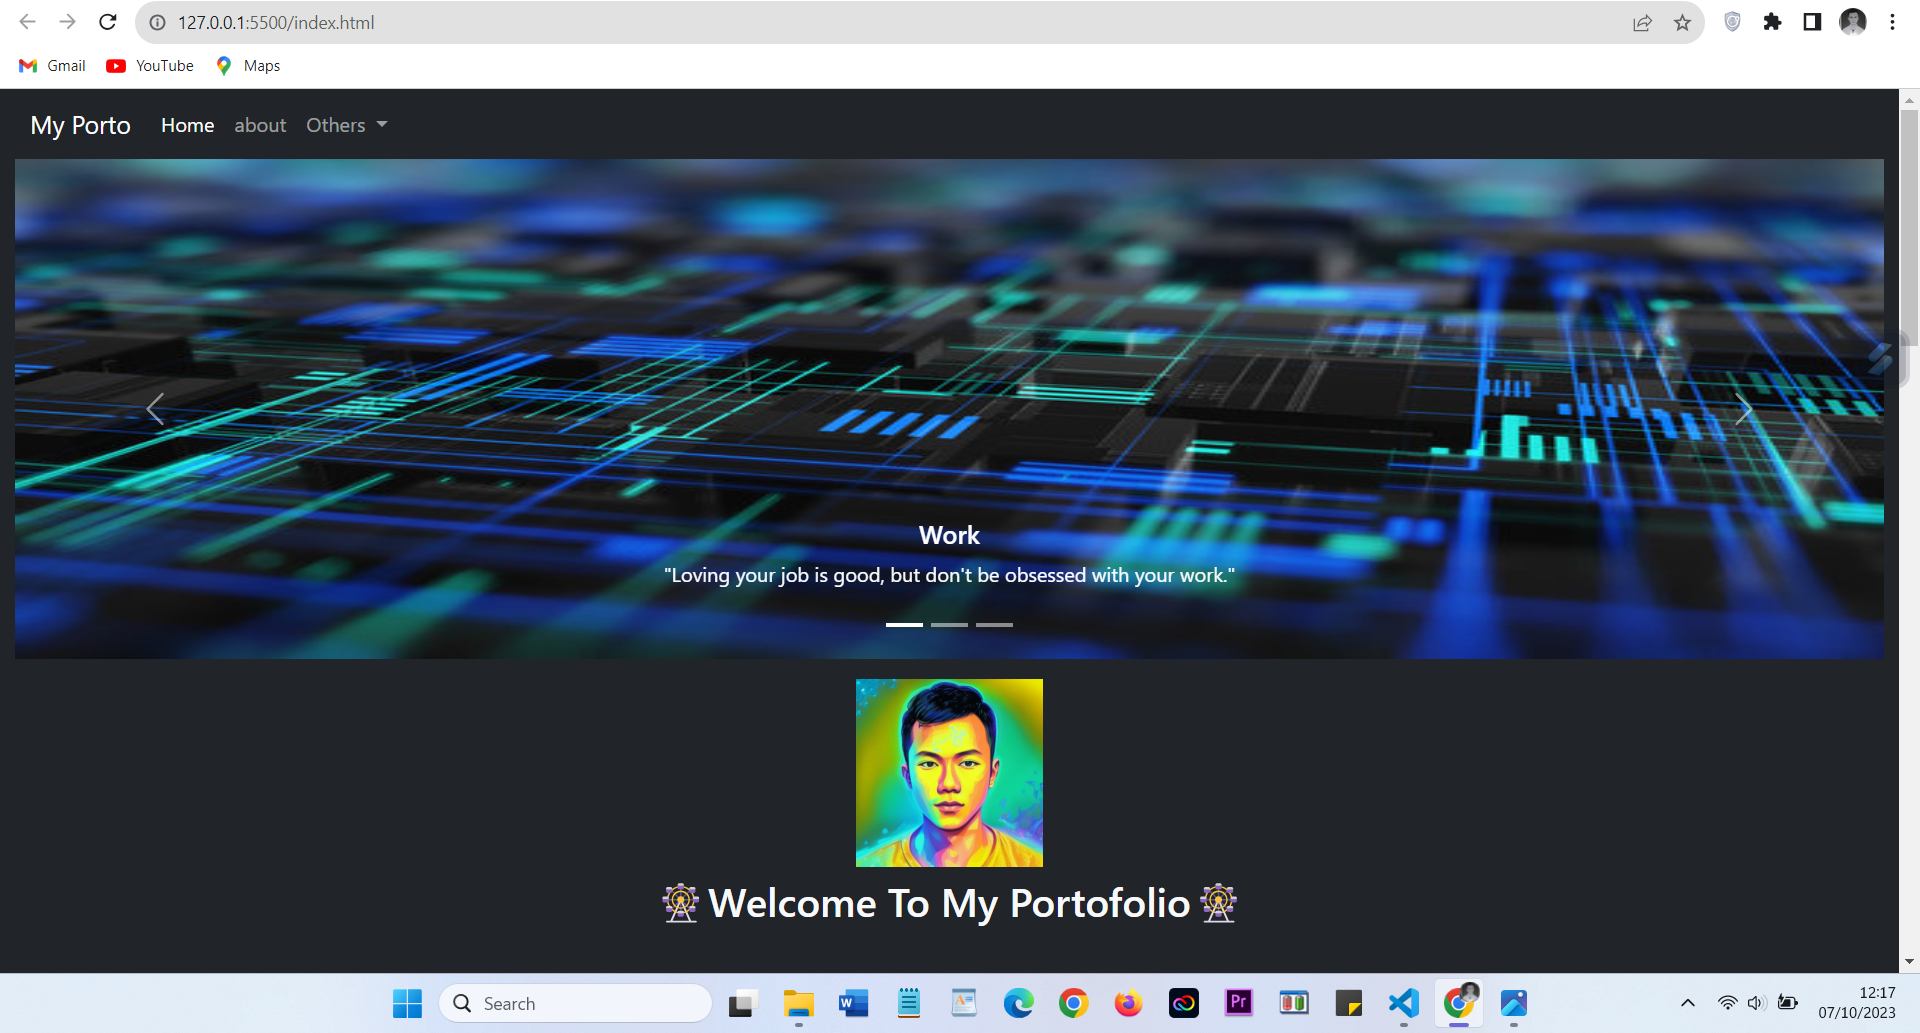 127.0.0.1:5500/index.html
Gmail YouTube Maps
My Porto Home about Others
Work
"Loving your job is good, but don't be obsessed with your work."
Welcome To My Portofolio
Search
W
Pr
12:17
07/10/2023